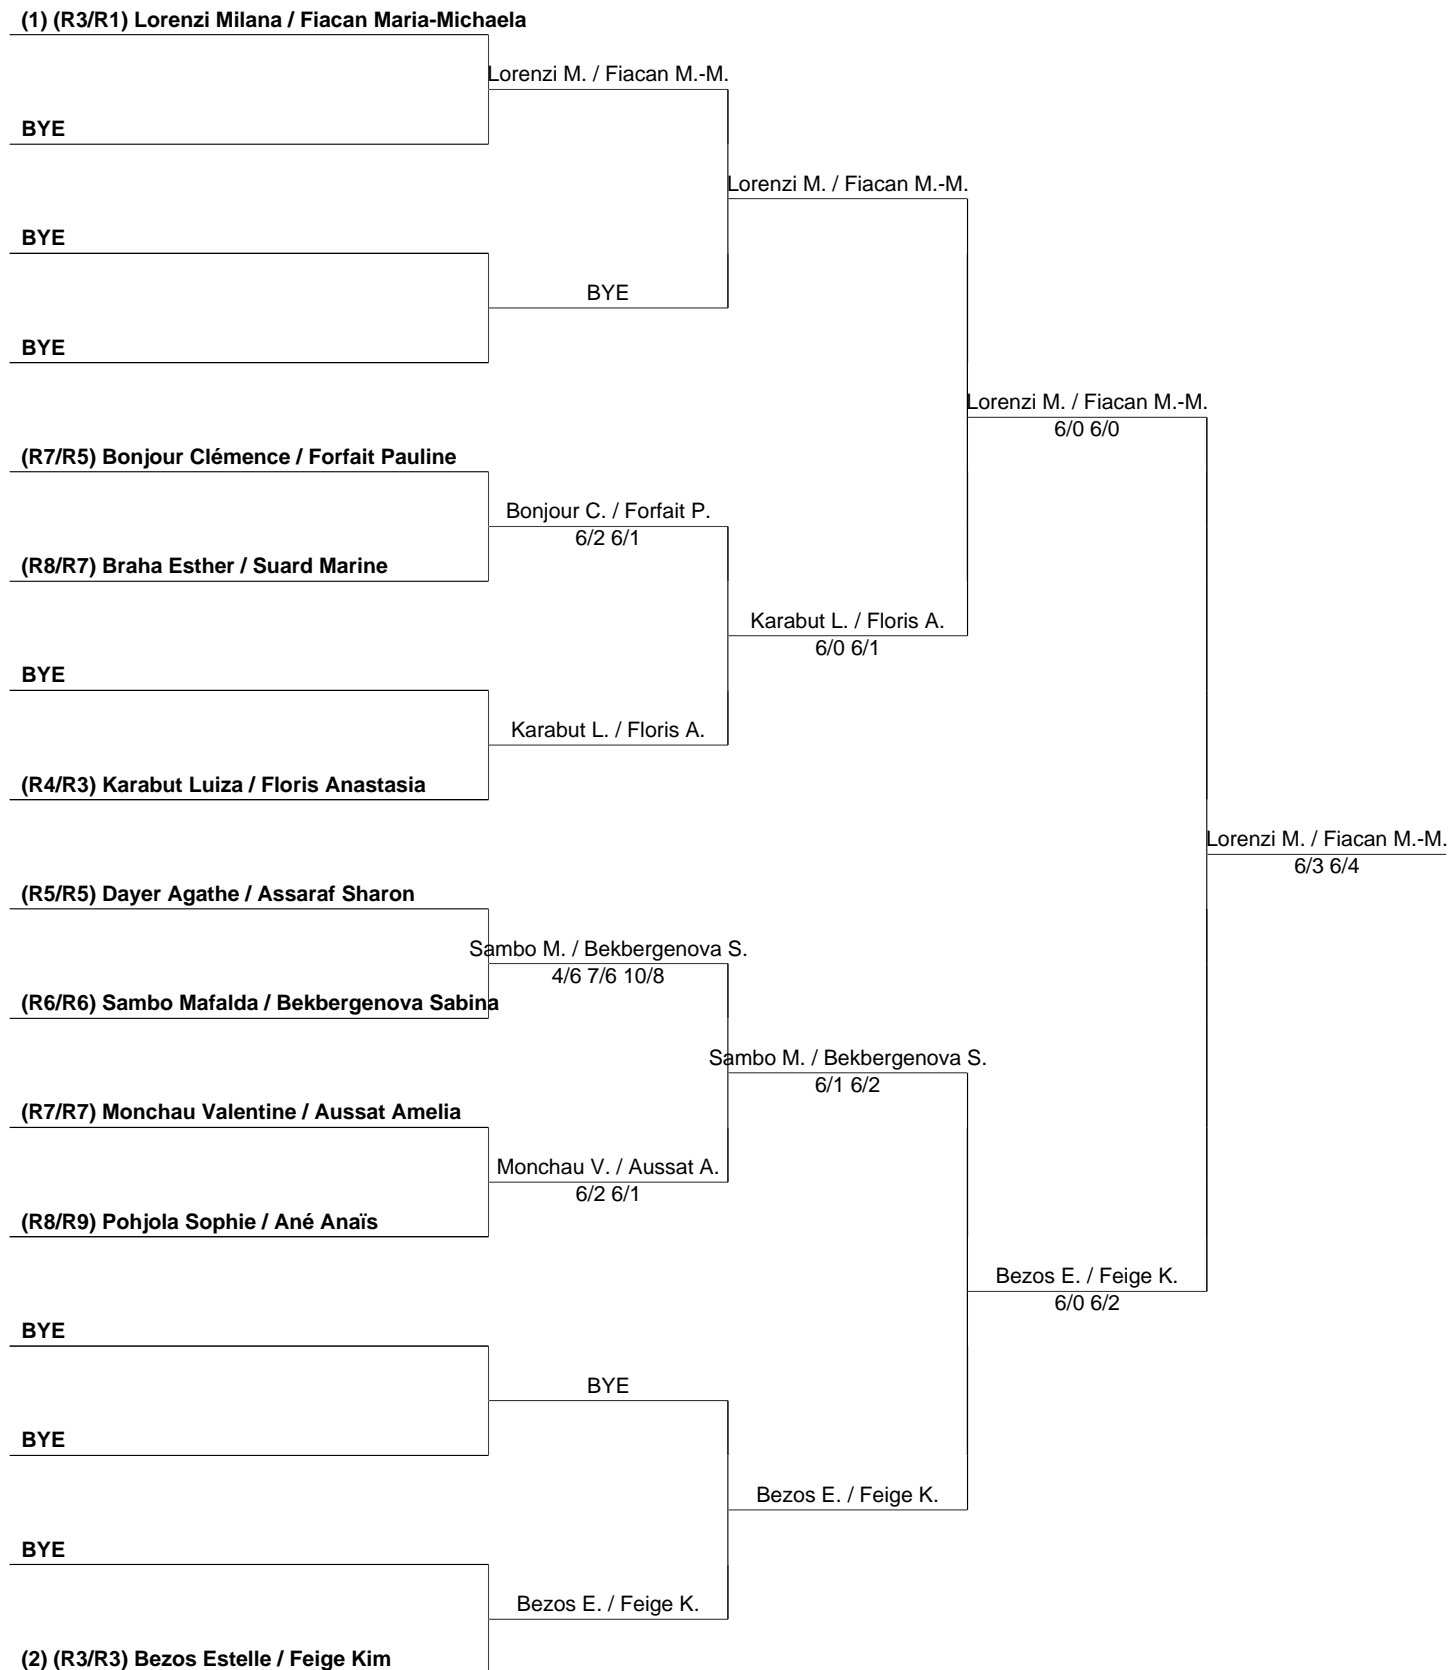 (1) (R3/R1) Lorenzi Milana / Fiacan Maria-Michaela
Lorenzi M. / Fiacan M.-M.
BYE
Lorenzi M. / Fiacan M.-M.
BYE
BYE
BYE
Lorenzi M. / Fiacan M.-M.
6/0 6/0
(R7/R5) Bonjour Clémence / Forfait Pauline
Bonjour C. / Forfait P.
6/2 6/1
(R8/R7) Braha Esther / Suard Marine
Karabut L. / Floris A.
6/0 6/1
BYE
Karabut L. / Floris A.
(R4/R3) Karabut Luiza / Floris Anastasia
Lorenzi M. / Fiacan M.-M.
6/3 6/4
(R5/R5) Dayer Agathe / Assaraf Sharon
Sambo M. / Bekbergenova S.
4/6 7/6 10/8
(R6/R6) Sambo Mafalda / Bekbergenova Sabina
Sambo M. / Bekbergenova S.
6/1 6/2
(R7/R7) Monchau Valentine / Aussat Amelia
Monchau V. / Aussat A.
6/2 6/1
(R8/R9) Pohjola Sophie / Ané Anaïs
Bezos E. / Feige K.
6/0 6/2
BYE
BYE
BYE
Bezos E. / Feige K.
BYE
Bezos E. / Feige K.
(2) (R3/R3) Bezos Estelle / Feige Kim